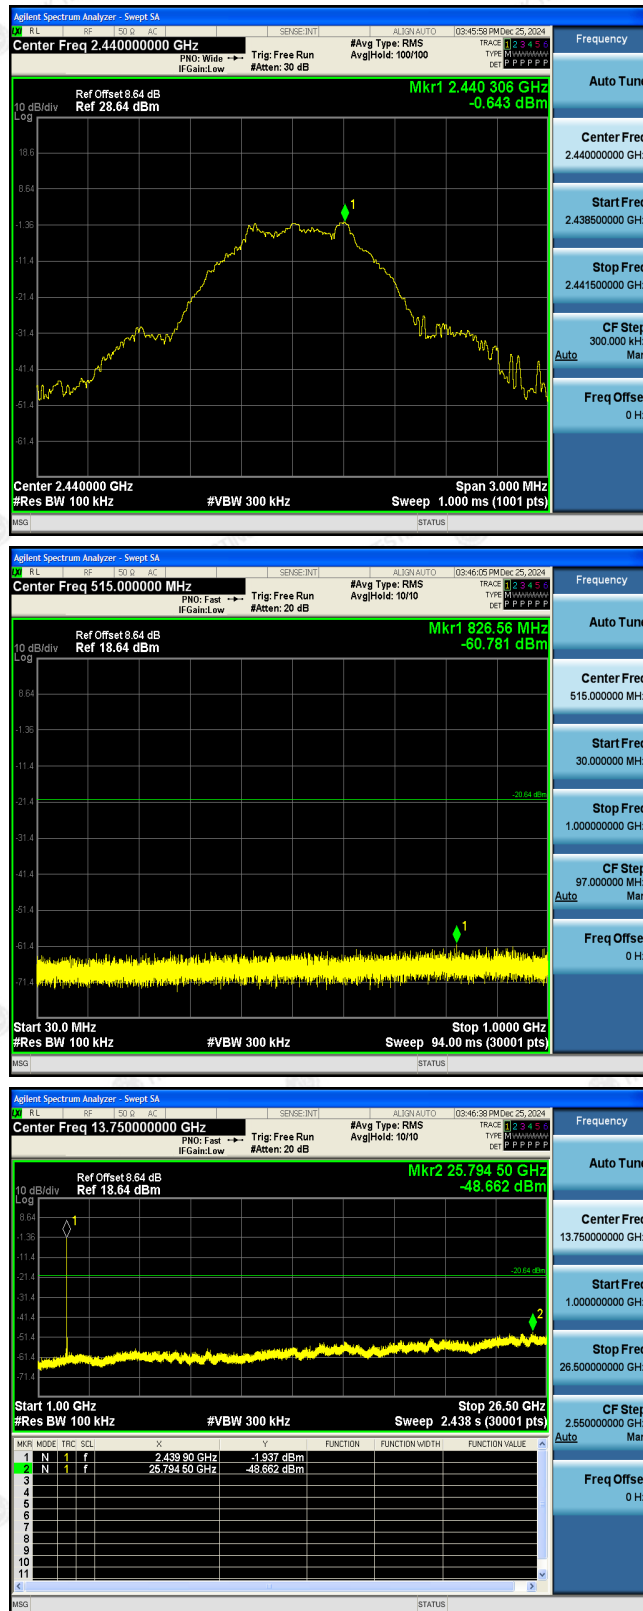 Agilent Spectrum Analyzer - Swept SA
LXI RL RF 50 Ω AC SENSE:INT ALIGN AUTO 03:45:58 PM Dec 25, 2024
Center Freq 2.440000000 GHz #Avg Type: RMS TRACE 1 2 3 4 5 6 Frequency
PNO: Wide Trig: Free Run Avg|Hold: 100/100 TYPE M
IFGain:Low #Atten: 30 dB DET P P P P P P
Auto Tune
Mkr1 2.440 306 GHz
Ref Offset 8.64 dB -0.643 dBm
10 dB/div Ref 28.64 dBm
Log
Center Freq
2.440000000 GHz
18.6
8.64
Start Freq
2.438500000 GHz
1
-1.36
-11.4
Stop Freq
2.441500000 GHz
-21.4
-31.4
CF Step
300.000 kHz
Auto Man
-41.4
-51.4
Freq Offset
0 Hz
-61.4
Center 2.440000 GHz Span 3.000 MHz
#Res BW 100 kHz #VBW 300 kHz Sweep 1.000 ms (1001 pts)
MSG STATUS
Agilent Spectrum Analyzer - Swept SA
LXI RL RF 50 Ω AC SENSE:INT ALIGN AUTO 03:46:05 PM Dec 25, 2024
Center Freq 515.000000 MHz #Avg Type: RMS TRACE 1 2 3 4 5 6 Frequency
PNO: Fast Trig: Free Run Avg|Hold: 10/10 TYPE M
IFGain:Low #Atten: 20 dB DET P P P P P P
Auto Tune
Mkr1 826.56 MHz
Ref Offset 8.64 dB -60.781 dBm
10 dB/div Ref 18.64 dBm
Log
Center Freq
515.000000 MHz
8.64
-1.36
Start Freq
30.000000 MHz
-11.4
-20.64 dBm
-21.4
Stop Freq
1.000000000 GHz
-31.4
-41.4
CF Step
97.000000 MHz
Auto Man
-51.4
1
-61.4
Freq Offset
0 Hz
-71.4
Start 30.0 MHz Stop 1.0000 GHz
#Res BW 100 kHz #VBW 300 kHz Sweep 94.00 ms (30001 pts)
MSG STATUS
Agilent Spectrum Analyzer - Swept SA
LXI RL RF 50 Ω AC SENSE:INT ALIGN AUTO 03:46:38 PM Dec 25, 2024
Center Freq 13.750000000 GHz #Avg Type: RMS TRACE 1 2 3 4 5 6 Frequency
PNO: Fast Trig: Free Run Avg|Hold: 10/10 TYPE M
IFGain:Low #Atten: 20 dB DET P P P P P P
Auto Tune
Mkr2 25.794 50 GHz
Ref Offset 8.64 dB -48.662 dBm
10 dB/div Ref 18.64 dBm
Log
8.64
1
Center Freq
13.750000000 GHz
-1.36
-11.4
-20.64 dBm
-21.4
Start Freq
1.000000000 GHz
-31.4
-41.4
2
-51.4
Stop Freq
26.500000000 GHz
-61.4
-71.4
Start 1.00 GHz Stop 26.50 GHz
#Res BW 100 kHz #VBW 300 kHz Sweep 2.438 s (30001 pts)
CF Step
2.550000000 GHz
Auto Man
MKR MODE TRC SCL X Y FUNCTION FUNCTION WIDTH FUNCTION VALUE
1 N 1 f 2.439 90 GHz -1.937 dBm
2 N 1 f 25.794 50 GHz -48.662 dBm
3
4
5
6
7
8
9
10
11
Freq Offset
0 Hz
MSG STATUS